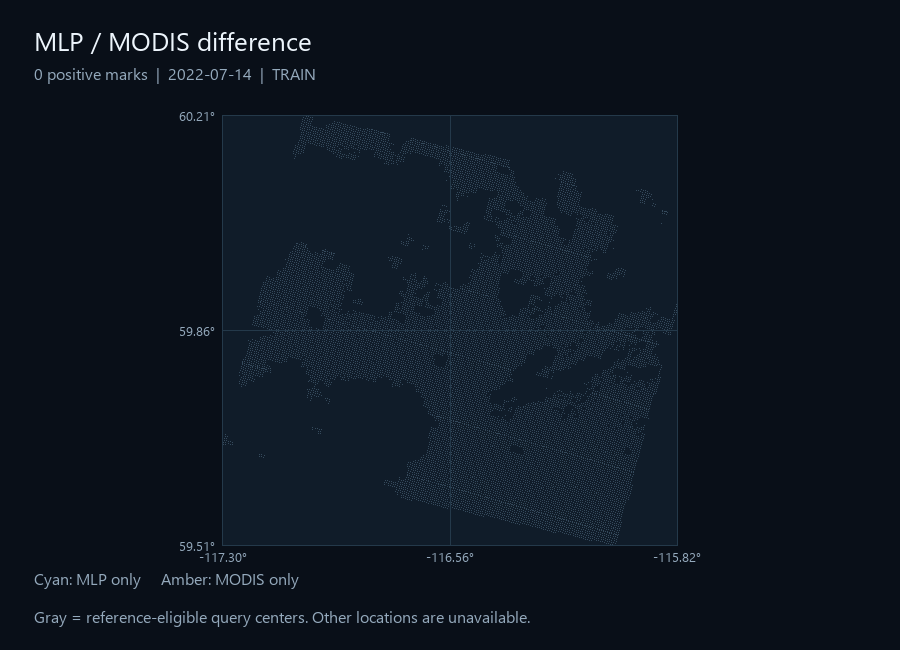 MLP / MODIS difference
0 positive marks | 2022-07-14 | TRAIN
60.21°
59.86°
59.51°
-117.30° -116.56° -115.82°
Cyan: MLP only Amber: MODIS only
Gray = reference-eligible query centers. Other locations are unavailable.